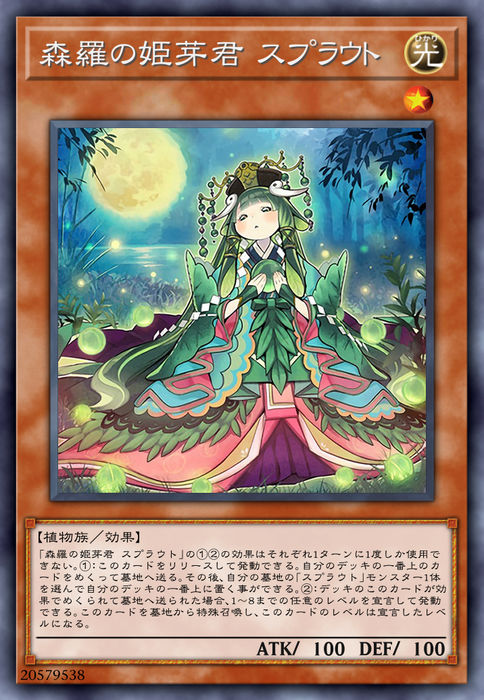 森羅の姫芽君 スプラウト
ひかり
光
【植物族／効果】
「森羅の姫芽君 スプラウト」の①②の効果はそれぞれ1ターンに1度しか使用で
きない。①:このカードをリリースして発動できる。自分のデッキの一番上のカ
ードをめくって墓地へ送る。その後、自分の墓地の「スプラウト」モンスター1体
を選んで自分のデッキの一番上に置く事ができる。②:デッキのこのカードが効
果でめくられて墓地へ送られた場合、1～8までの任意のレベルを宣言して発動
できる。このカードを墓地から特殊召喚し、このカードのレベルは宣言したレベ
ルになる。
ATK/ 100 DEF/ 100
20579538